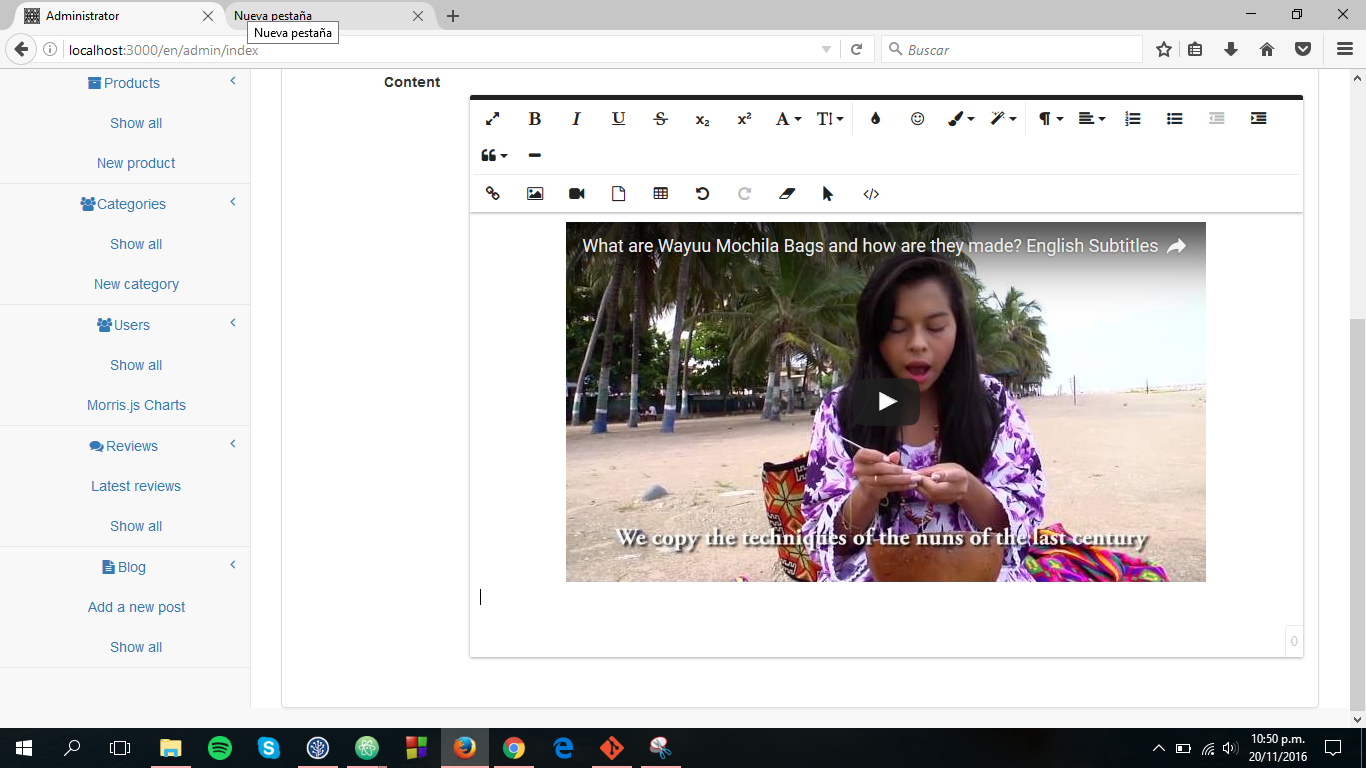 Administrator
Nueva pestaña
Nueva pestaña
localhost:3000/en/admin/index
Buscar
Products
Show all
New product
Categories
Show all
New category
Users
Show all
Morris.js Charts
Reviews
Latest reviews
Show all
Blog
Add a new post
Show all
Content
B I U S x₂ x² A T
What are Wayuu Mochila Bags and how are they made? English Subtitles
We copy the techniques of the nuns of the last century
0
10:50 p.m.
20/11/2016